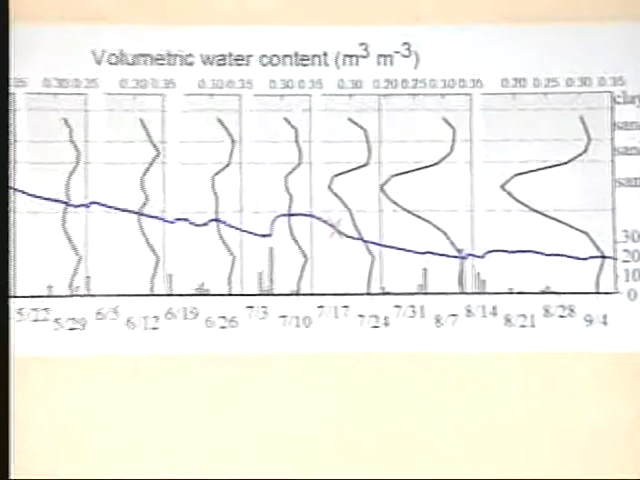 Volumetric water content (m3 m-3)
0.30 0.35 0.30 0.35 0.30 0.35 0.30 0.35 0.30 0.20 0.25 0.30 0.35 0.20 0.25 0.30 0.35
30
20
10
0
5/22 5/29 6/5 6/12 6/19 6/26 7/3 7/10 7/17 7/24 7/31 8/7 8/14 8/21 8/28 9/4